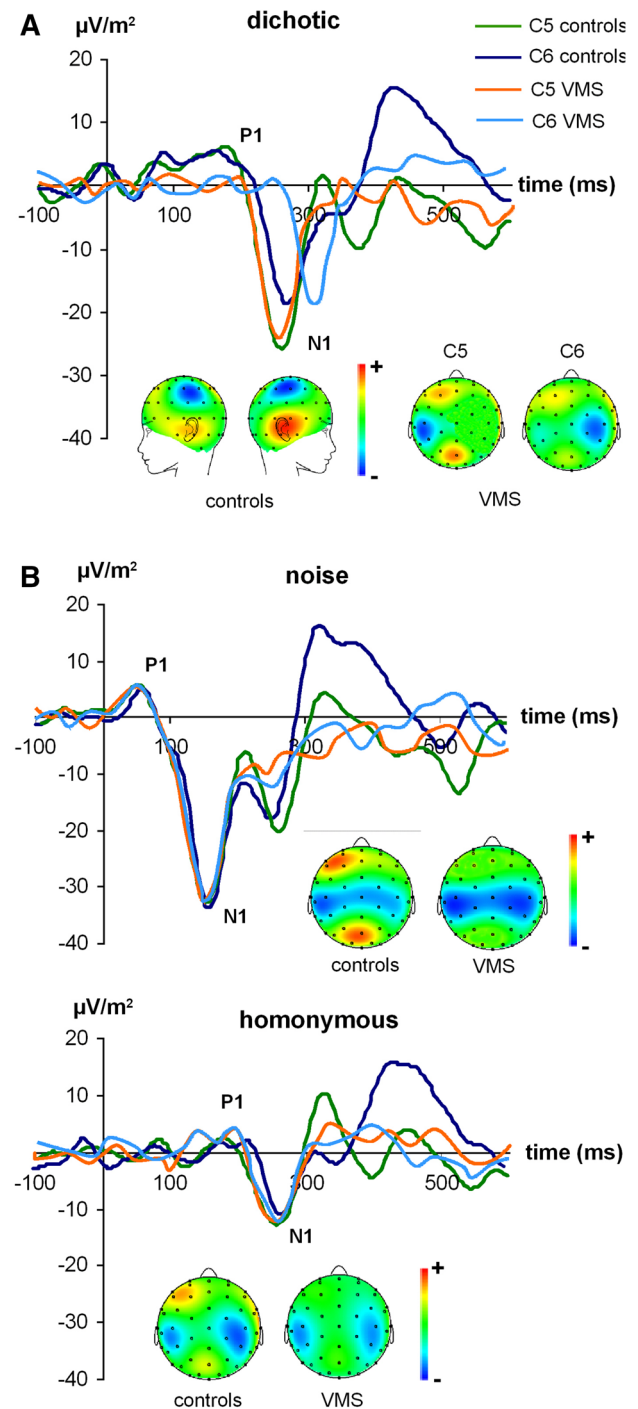 A
µV/m²
dichotic
C5 controls
C6 controls
C5 VMS
C6 VMS
20
10
P1
time (ms)
-100
100
300
500
-10
-20
N1
-30
-40
+
-
C5
C6
controls
VMS
B
µV/m²
noise
20
10
P1
time (ms)
-100
100
300
500
-10
-20
-30
N1
-40
+
-
controls
VMS
µV/m²
homonymous
20
10
P1
time (ms)
-100
100
300
500
-10
N1
-20
-30
-40
+
-
controls
VMS